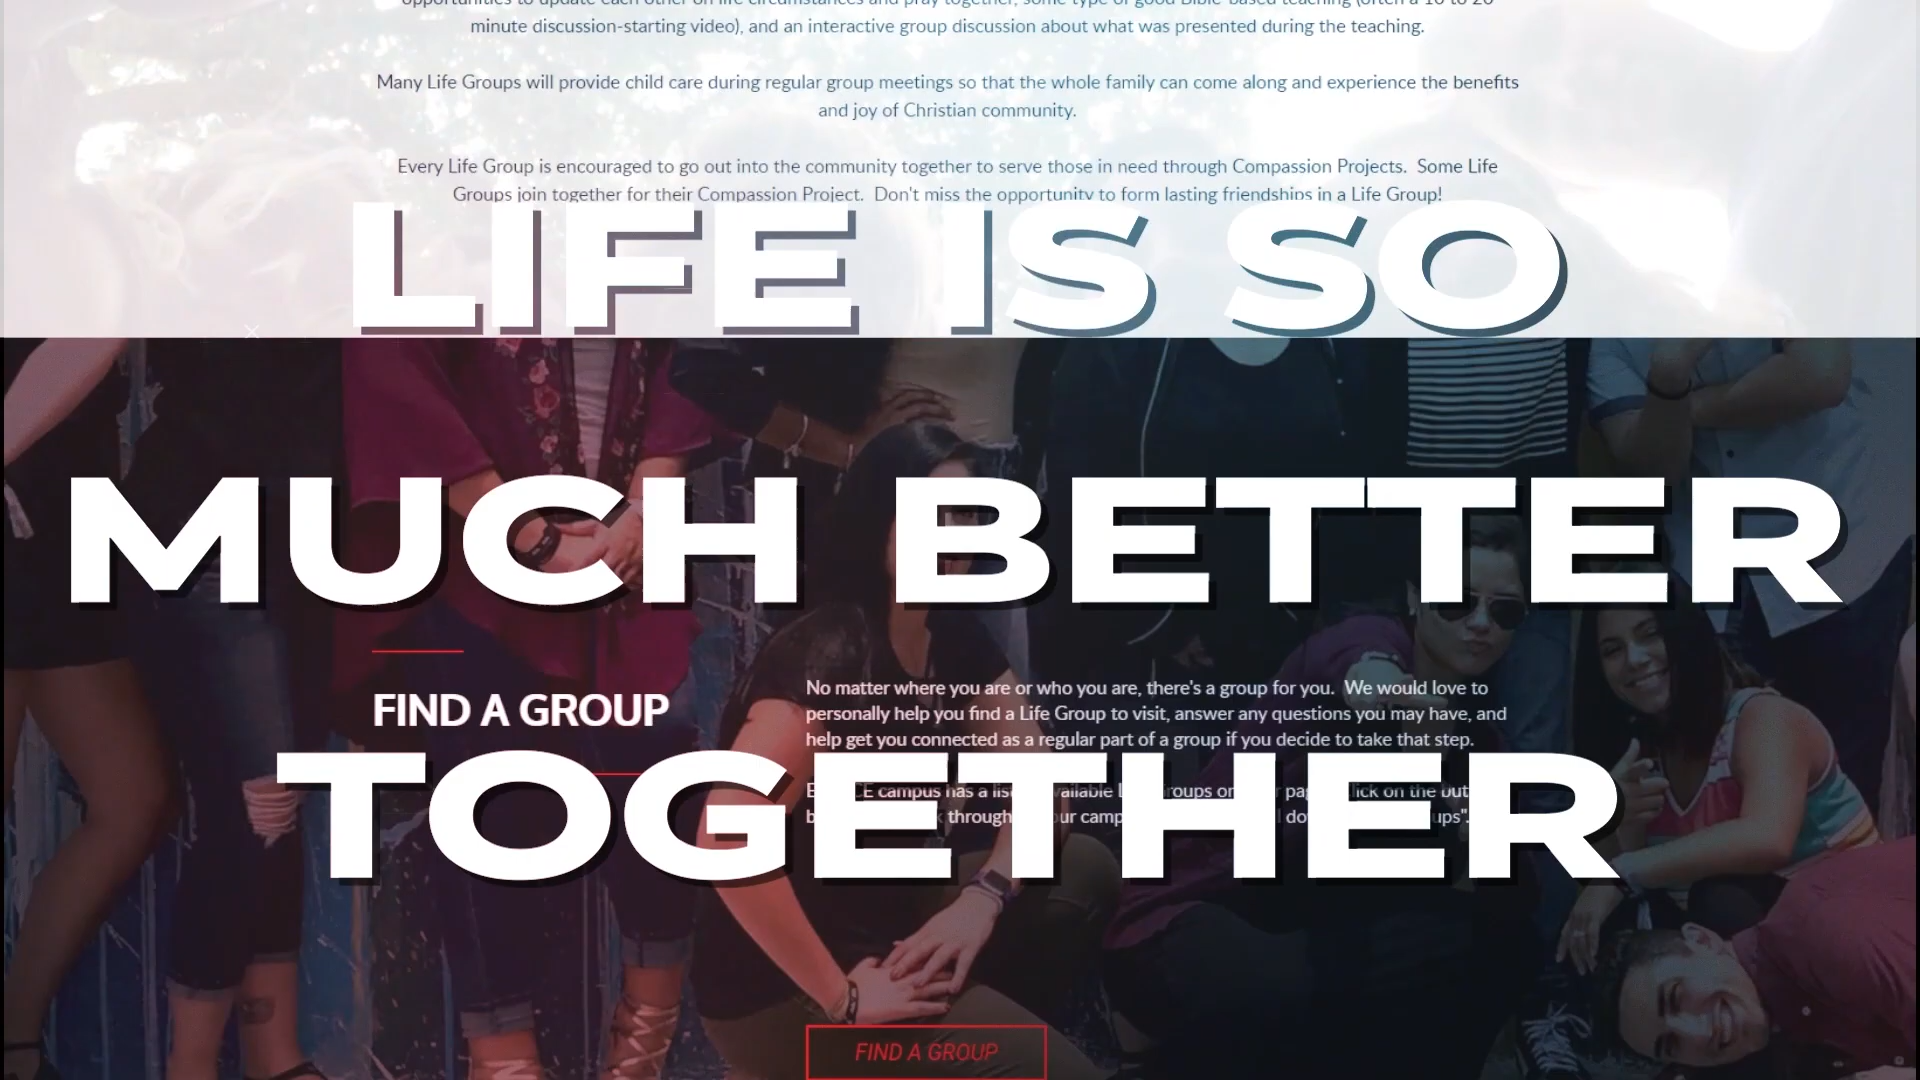 minute discussion-starting video), and an interactive group discussion about what was presented during the teaching.
Many Life Groups will provide child care during regular group meetings so that the whole family can come along and experience the benefits
and joy of Christian community.
Every Life Group is encouraged to go out into the community together to serve those in need through Compassion Projects.  Some Life
Groups join together for their Compassion Project.  Don't miss the opportunity to form lasting friendships in a Life Group!
LIFE IS SO
MUCH BETTER
TOGETHER
FIND A GROUP
No matter where you are or who you are, there's a group for you.  We would love to
personally help you find a Life Group to visit, answer any questions you may have, and
help get you connected as a regular part of a group if you decide to take that step.
campus has a
on the
through
FIND A GROUP